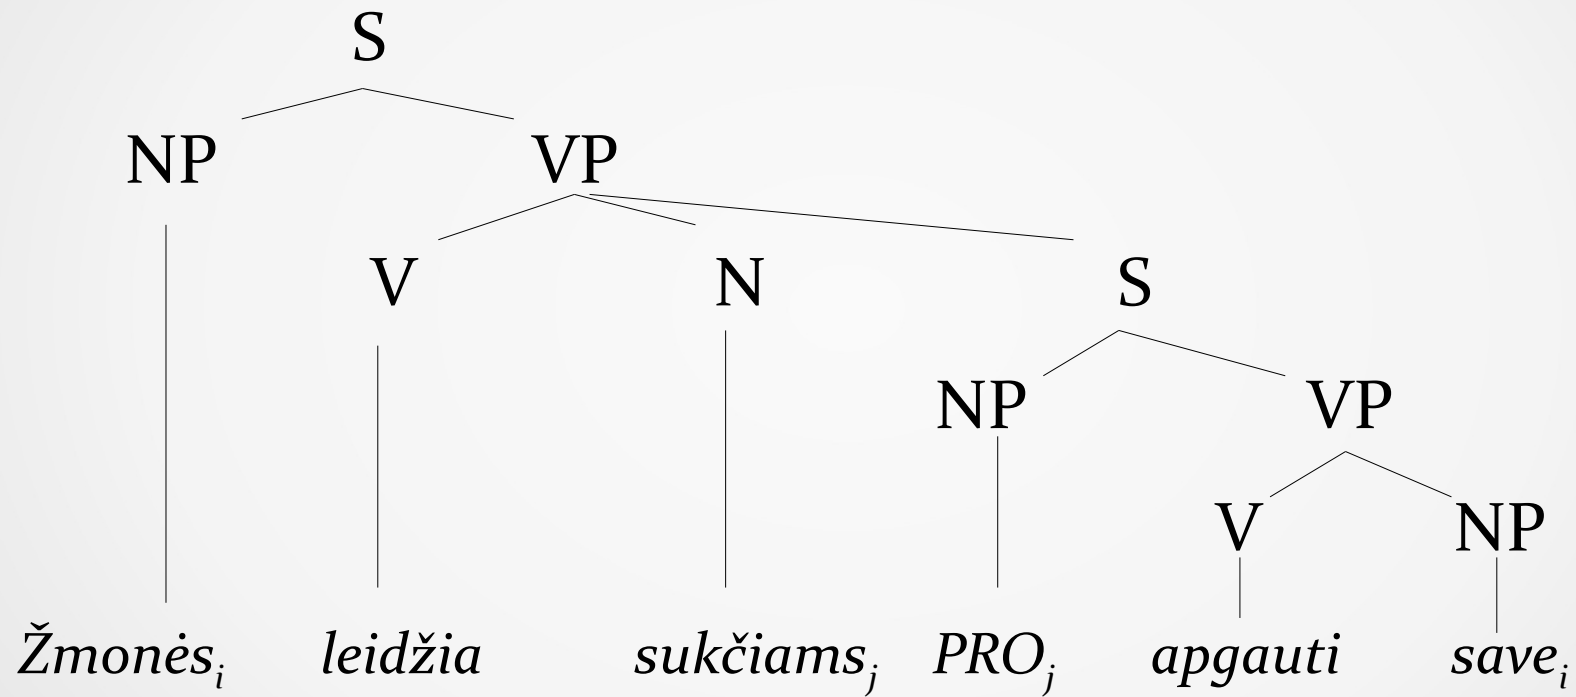 S
NP VP
V N S
NP VP
V NP
Žmonėsi leidžia sukčiamsj PROj apgauti savei